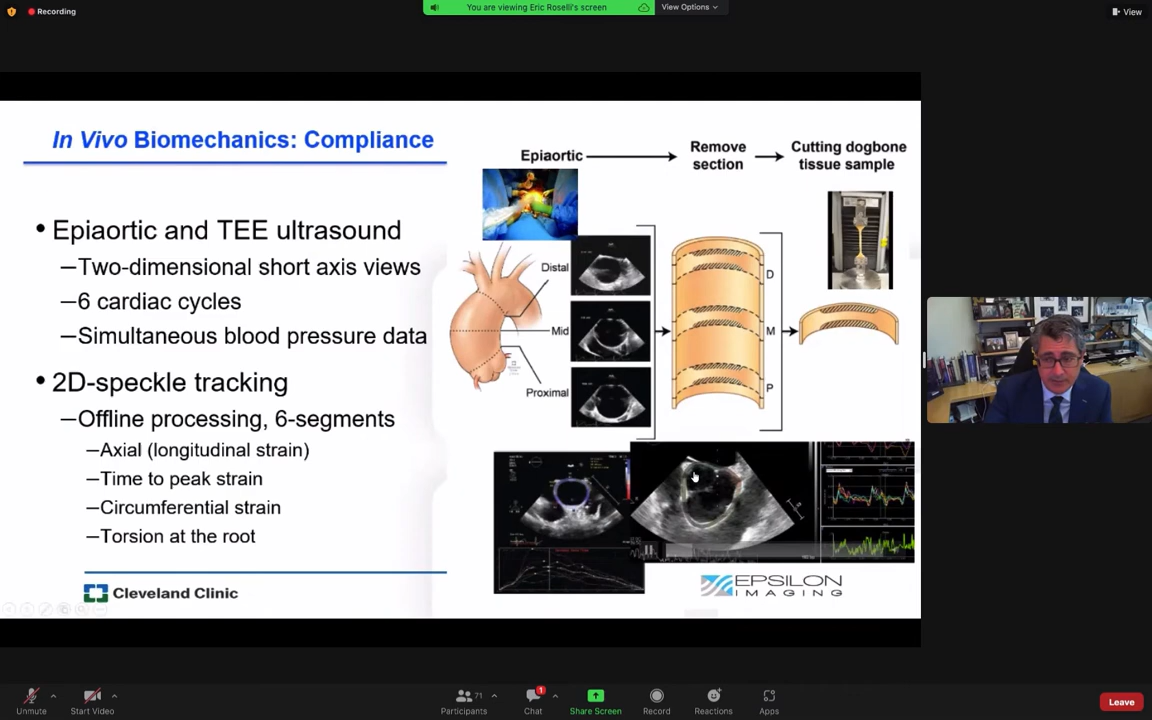 Recording
You are viewing Eric Roselli's screen
View Options
View
In Vivo Biomechanics: Compliance
• Epiaortic and TEE ultrasound
–Two-dimensional short axis views
–6 cardiac cycles
–Simultaneous blood pressure data
• 2D-speckle tracking
–Offline processing, 6-segments
–Axial (longitudinal strain)
–Time to peak strain
–Circumferential strain
–Torsion at the root
Cleveland Clinic
Epiaortic
Remove
section
Cutting dogbone
tissue sample
Distal
Mid
Proximal
D
M
P
EPSILON
IMAGING
Unmute
Start Video
Participants
71
Chat
1
Share Screen
Record
Reactions
Apps
Leave